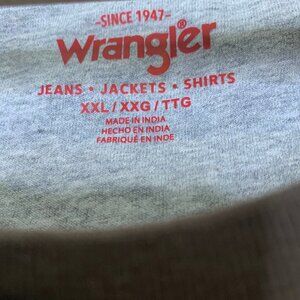 -SINCE 1947-
Wrangler®
JEANS • JACKETS • SHIRTS
XXL / XXG / TTG
MADE IN INDIA
HECHO EN INDIA
FABRIQUÉ EN INDE